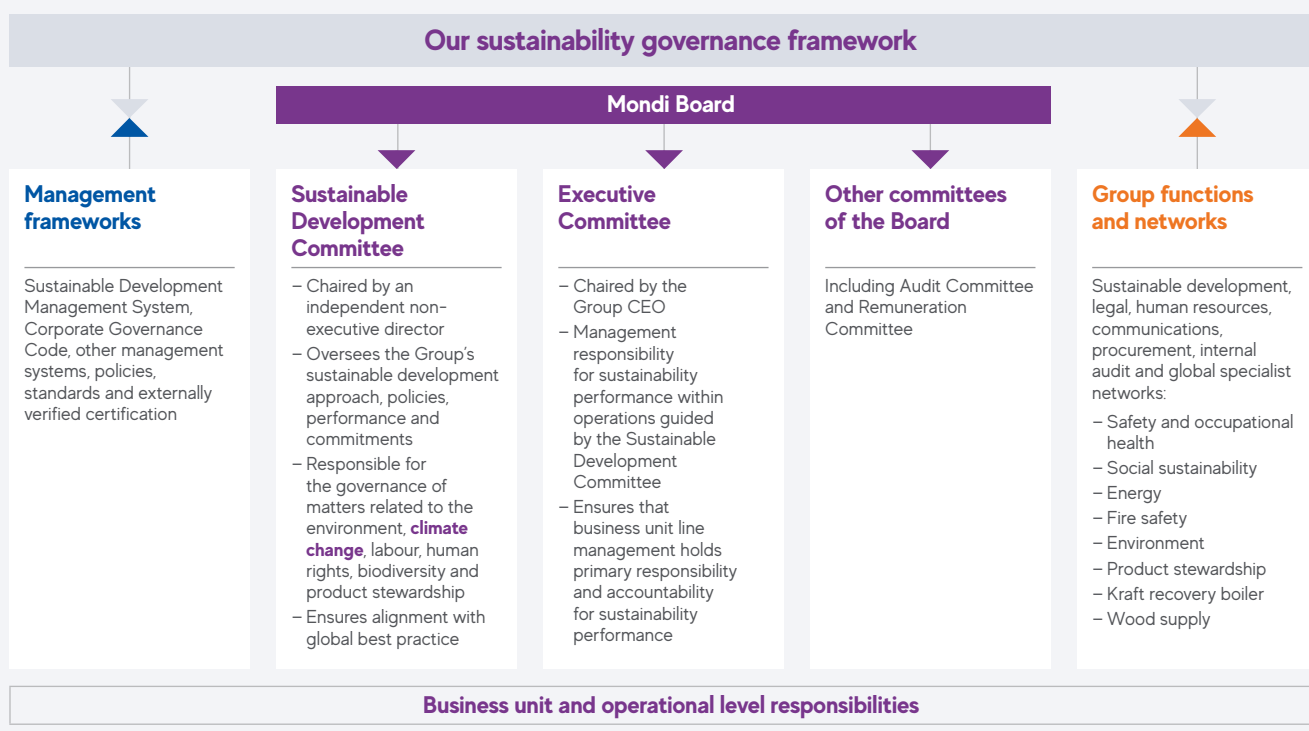 Our sustainability governance framework
Mondi Board
Management
frameworks
Sustainable Development
Management System,
Corporate Governance
Code, other management
systems, policies,
standards and externally
verified certification
Sustainable
Development
Committee
– Chaired by an
independent non-
executive director
– Oversees the Group’s
sustainable development
approach, policies,
performance and
commitments
– Responsible for
the governance of
matters related to the
environment, climate
change, labour, human
rights, biodiversity and
product stewardship
– Ensures alignment with
global best practice
Executive
Committee
– Chaired by the
Group CEO
– Management
responsibility
for sustainability
performance within
operations guided
by the Sustainable
Development
Committee
– Ensures that
business unit line
management holds
primary responsibility
and accountability
for sustainability
performance
Other committees
of the Board
Including Audit Committee
and Remuneration
Committee
Group functions
and networks
Sustainable development,
legal, human resources,
communications,
procurement, internal
audit and global specialist
networks:
– Safety and occupational
health
– Social sustainability
– Energy
– Fire safety
– Environment
– Product stewardship
– Kraft recovery boiler
– Wood supply
Business unit and operational level responsibilities